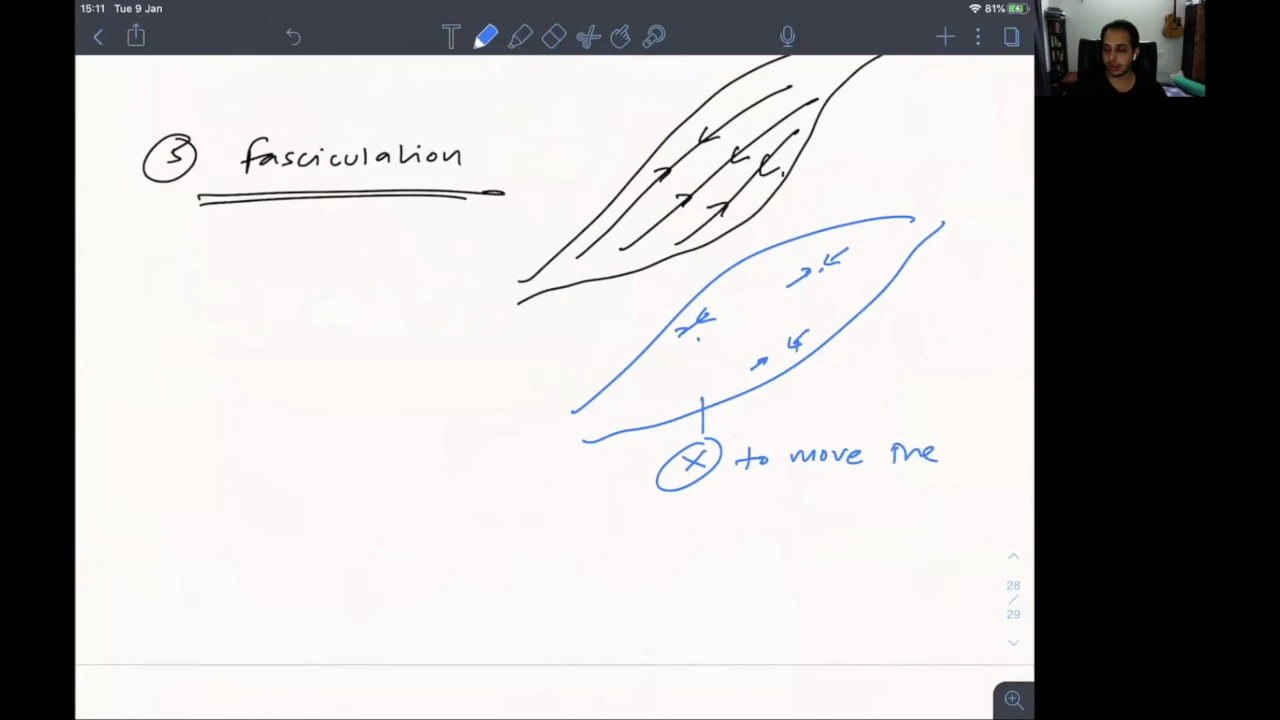 15:11 Tue 9 Jan
81%
T
3 fasciculation
X to move the
28
/
29